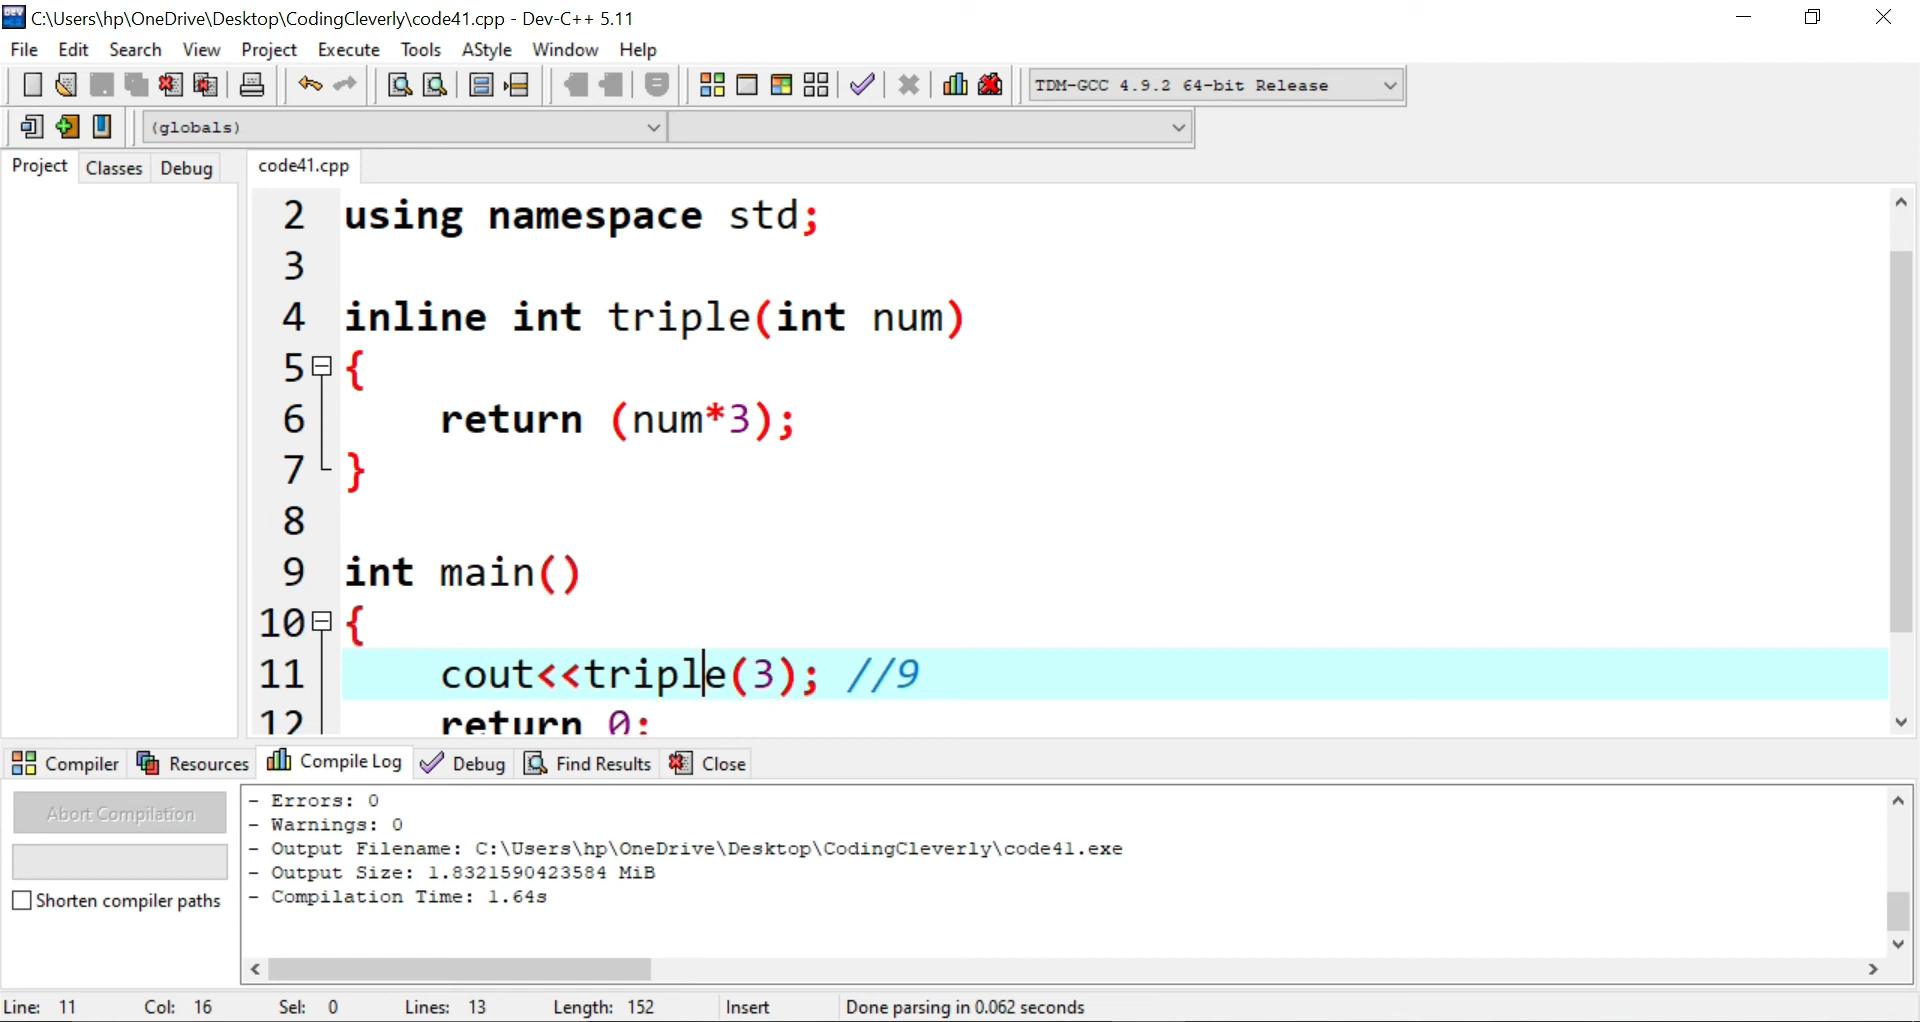 C:\Users\hp\OneDrive\Desktop\CodingCleverly\code41.cpp - Dev-C++ 5.11
File Edit Search View Project Execute Tools AStyle Window Help
TDM-GCC 4.9.2 64-bit Release
(globals)
Project Classes Debug code41.cpp
2 using namespace std;
3
4 inline int triple(int num)
5 {
6 return (num*3);
7 }
8
9 int main()
10 {
11 cout<<triple(3); //9
12 return 0;
Compiler Resources Compile Log Debug Find Results Close
Abort Compilation
Shorten compiler paths
- Errors: 0
- Warnings: 0
- Output Filename: C:\Users\hp\OneDrive\Desktop\CodingCleverly\code41.exe
- Output Size: 1.8321590423584 MiB
- Compilation Time: 1.64s
Line: 11 Col: 16 Sel: 0 Lines: 13 Length: 152 Insert Done parsing in 0.062 seconds